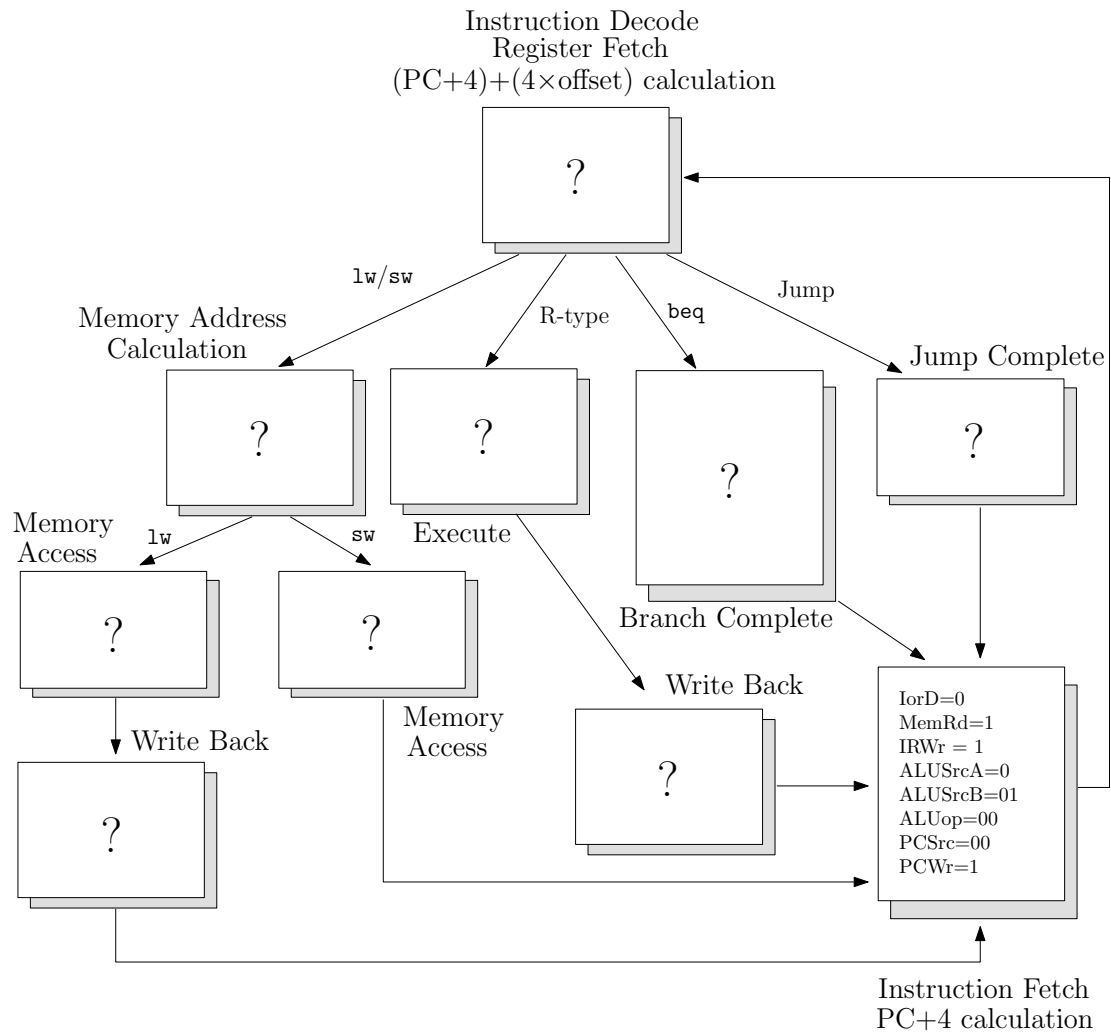 Instruction Decode
Register Fetch
(PC+4)+(4×offset) calculation
?
lw/sw
R-type
beq
Jump
Memory Address
Calculation
Jump Complete
?
?
?
?
Memory
Access
lw
sw
Execute
?
?
Branch Complete
Write Back
Memory
Access
Write Back
?
?
IorD=0
MemRd=1
IRWr = 1
ALUSrcA=0
ALUSrcB=01
ALUop=00
PCSrc=00
PCWr=1
Instruction Fetch
PC+4 calculation